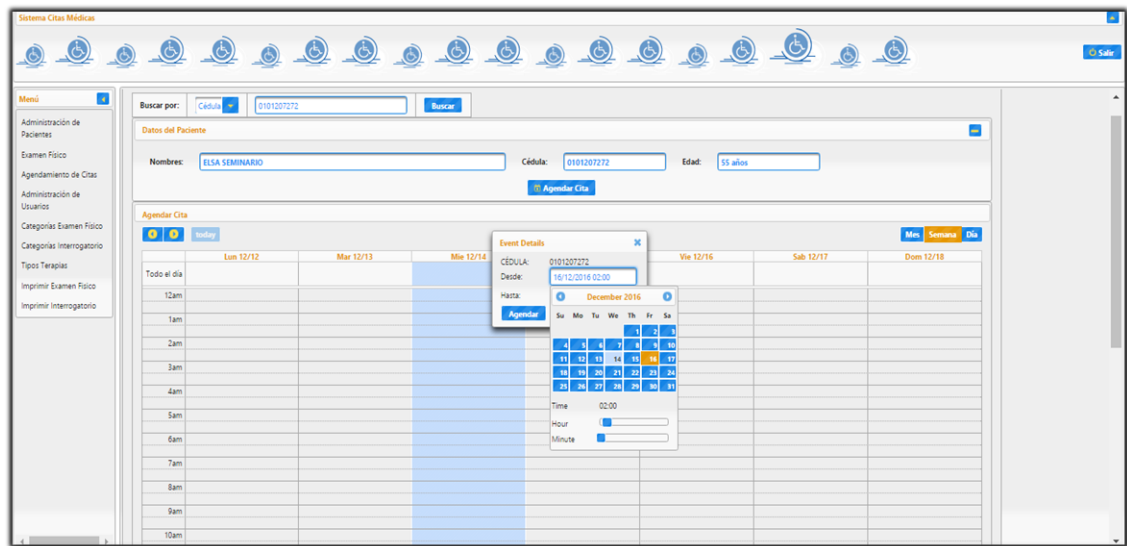 Sistema Citas Médicas
Salir
Menú
Administración de
Pacientes
Examen Físico
Agendamiento de Citas
Administración de
Usuarios
Categorías Examen Físico
Categorías Interrogatorio
Tipos Terapias
Imprimir Examen Fisico
Imprimir Interrogatorio
Buscar por: Cédula 0101207272 Buscar
Datos del Paciente
Nombres: ELSA SEMINARIO Cédula: 0101207272 Edad: 55 años
Agendar Cita
Agendar Cita
today Mes Semana Día
Lun 12/12 Mar 12/13 Mie 12/14 Vie 12/16 Sab 12/17 Dom 12/18
Todo el día
12am
1am
2am
3am
4am
5am
6am
7am
8am
9am
10am
Event Details
CÉDULA: 0101207272
Desde: 16/12/2016 02:00
Hasta:
Agendar
December 2016
Su Mo Tu We Th Fr Sa
1 2 3
4 5 6 7 8 9 10
11 12 13 14 15 16 17
18 19 20 21 22 23 24
25 26 27 28 29 30 31
Time 02:00
Hour
Minute